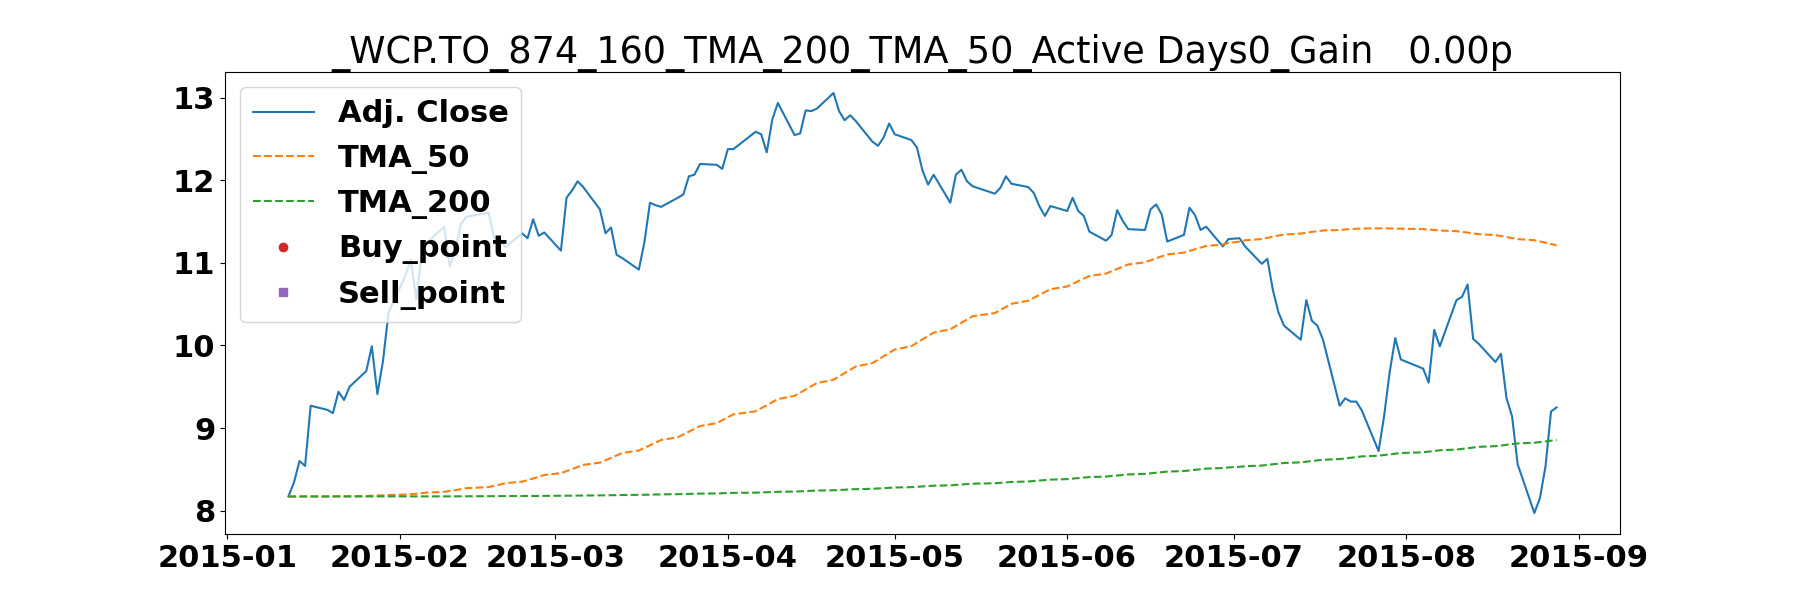 _WCP.TO_874_160_TMA_200_TMA_50_Active Days0_Gain   0.00p
13
12
11
10
9
8
Adj. Close
TMA_50
TMA_200
Buy_point
Sell_point
2015-01 2015-02 2015-03 2015-04 2015-05 2015-06 2015-07 2015-08 2015-09